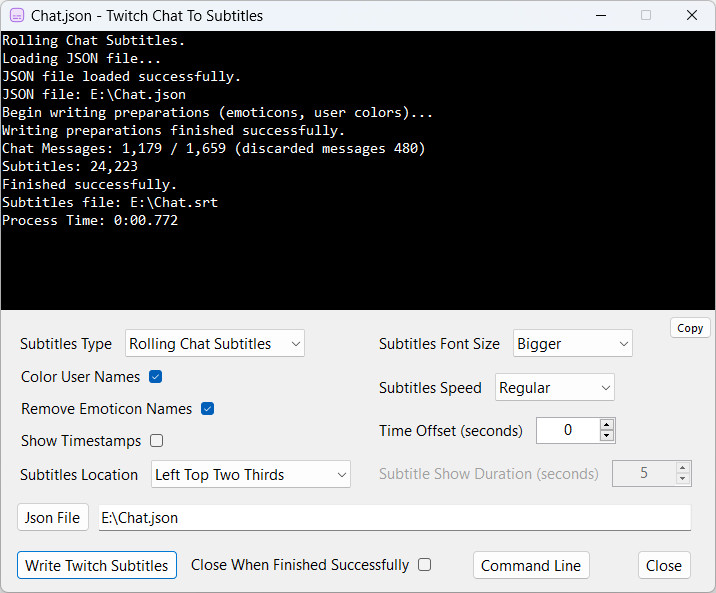 Chat.json - Twitch Chat To Subtitles
Rolling Chat Subtitles.
Loading JSON file...
JSON file loaded successfully.
JSON file: E:\Chat.json
Begin writing preparations (emoticons, user colors)...
Writing preparations finished successfully.
Chat Messages: 1,179 / 1,659 (discarded messages 480)
Subtitles: 24,223
Finished successfully.
Subtitles file: E:\Chat.srt
Process Time: 0:00.772
Copy
Subtitles Type Rolling Chat Subtitles
Subtitles Font Size Bigger
Color User Names
Subtitles Speed Regular
Remove Emoticon Names
Time Offset (seconds) 0
Show Timestamps
Subtitles Location Left Top Two Thirds
Subtitle Show Duration (seconds) 5
Json File E:\Chat.json
Write Twitch Subtitles Close When Finished Successfully Command Line Close